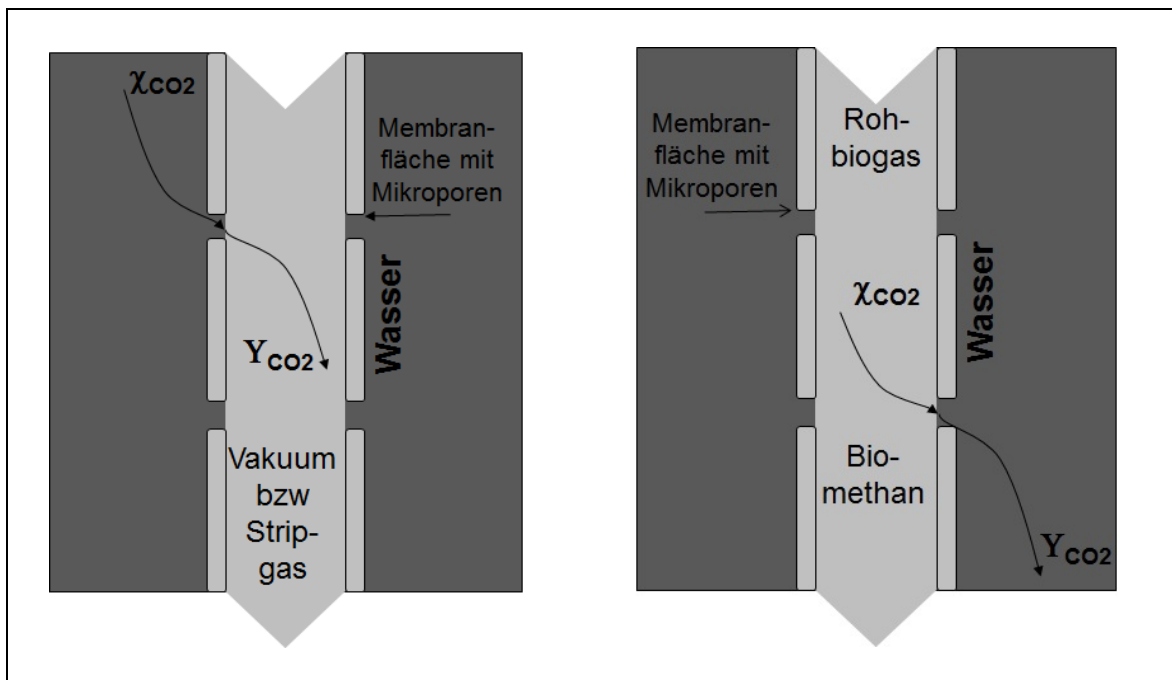 χCO2
Membran-
fläche mit
Mikroporen
Wasser
YCO2
Vakuum
bzw
Strip-
gas
Roh-
biogas
Membran-
fläche mit
Mikroporen
Wasser
χCO2
Bio-
methan
YCO2